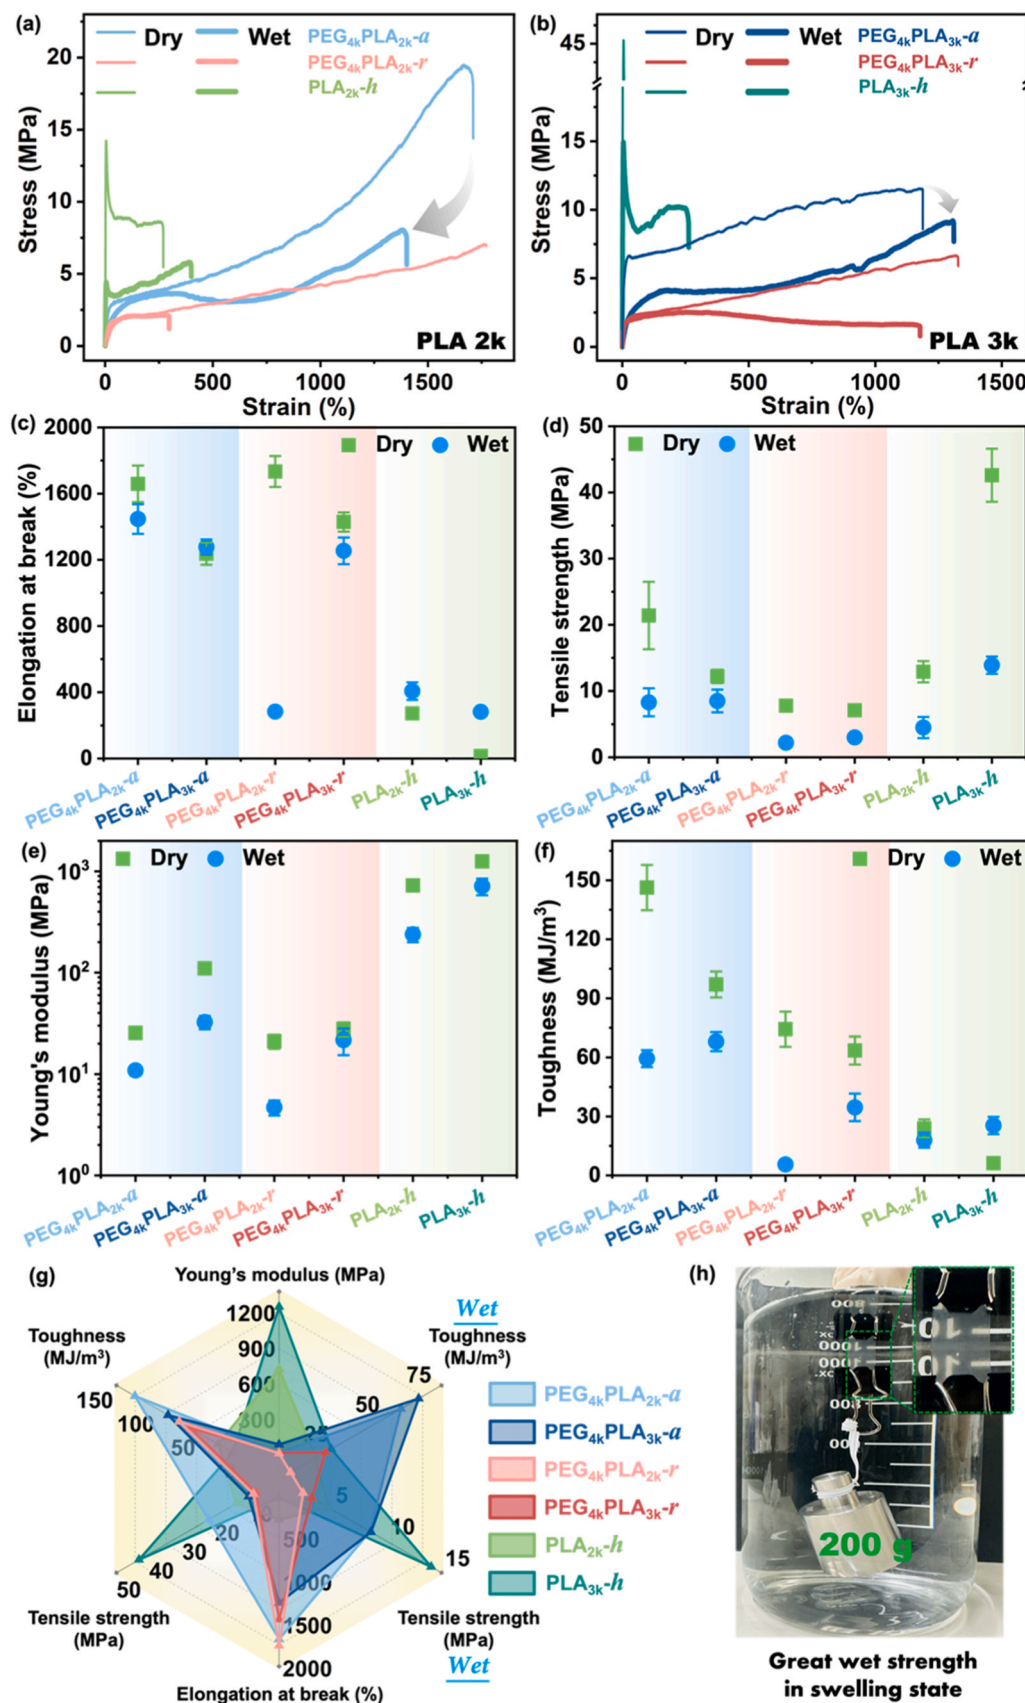 (a)
Dry
Wet
PEG4kPLA2k-a
PEG4kPLA2k-r
PLA2k-h
20
15
10
5
0
Stress (MPa)
0
500
1000
1500
PLA 2k
Strain (%)
(b)
Dry
Wet
PEG4kPLA3k-a
PEG4kPLA3k-r
PLA3k-h
45
15
10
5
0
Stress (MPa)
0
500
1000
1500
PLA 3k
Strain (%)
(c)
Dry
Wet
2000
1600
1200
800
400
0
Elongation at break (%)
PEG4kPLA2k-a
PEG4kPLA3k-a
PEG4kPLA2k-r
PEG4kPLA3k-r
PLA2k-h
PLA3k-h
(d)
Dry
Wet
50
40
30
20
10
0
Tensile strength (MPa)
PEG4kPLA2k-a
PEG4kPLA3k-a
PEG4kPLA2k-r
PEG4kPLA3k-r
PLA2k-h
PLA3k-h
(e)
Dry
Wet
10³
10²
10¹
10⁰
Young's modulus (MPa)
PEG4kPLA2k-a
PEG4kPLA3k-a
PEG4kPLA2k-r
PEG4kPLA3k-r
PLA2k-h
PLA3k-h
(f)
Dry
Wet
150
120
90
60
30
0
Toughness (MJ/m³)
PEG4kPLA2k-a
PEG4kPLA3k-a
PEG4kPLA2k-r
PEG4kPLA3k-r
PLA2k-h
PLA3k-h
(g)
Young's modulus (MPa)
1200
900
600
300
Wet
Toughness
(MJ/m³)
75
50
25
Toughness
(MJ/m³)
150
100
50
5
10
15
20
30
40
50
0
500
1000
1500
2000
Tensile strength
(MPa)
Tensile strength
(MPa)
Wet
Elongation at break (%)
PEG4kPLA2k-a
PEG4kPLA3k-a
PEG4kPLA2k-r
PEG4kPLA3k-r
PLA2k-h
PLA3k-h
(h)
800
1000
1000
800
10
10
200 g
Great wet strength
in swelling state